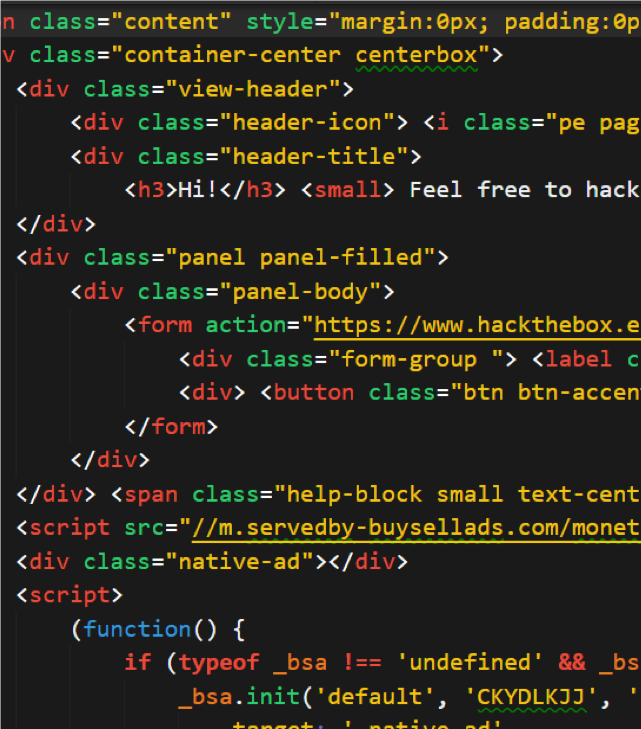 n class="content" style="margin:0px; padding:0p
v class="container-center centerbox">
<div class="view-header">
<div class="header-icon"> <i class="pe pag
<div class="header-title">
<h3>Hi!</h3> <small> Feel free to hack
</div>
<div class="panel panel-filled">
<div class="panel-body">
<form action="https://www.hackthebox.e
<div class="form-group "> <label c
<div> <button class="btn btn-accen
</form>
</div>
</div> <span class="help-block small text-cent
<script src="//m.servedby-buysellads.com/monet
<div class="native-ad"></div>
<script>
(function() {
if (typeof _bsa !== 'undefined' && _bs
_bsa.init('default', 'CKYDLKJJ', '
target: '.native-ad'